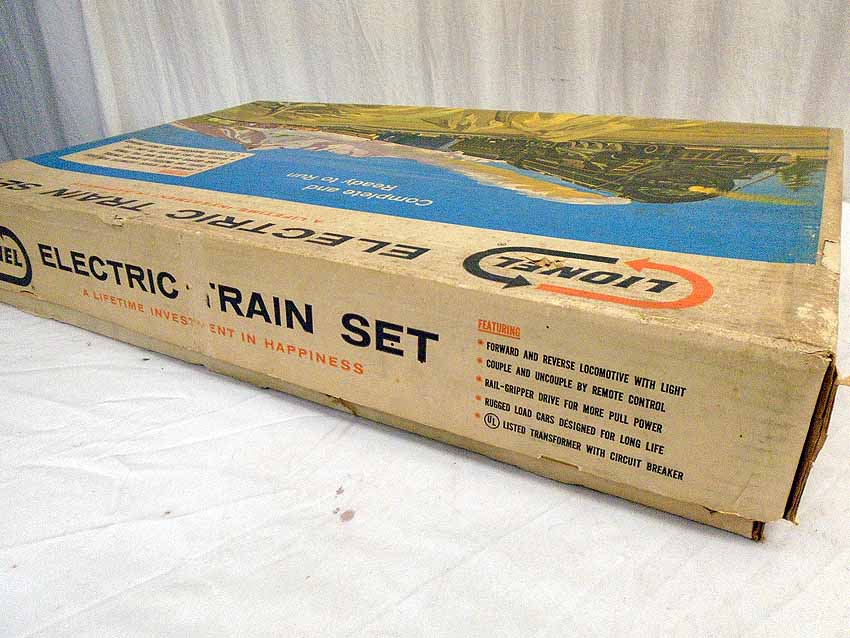 Complete and
Ready to Run
LIONEL
ELECTRIC TRAIN SE
A LIFETIME INVESTMENT
NEL
ELECTRIC TRAIN SET
A LIFETIME INVESTMENT IN HAPPINESS
FEATURING
* FORWARD AND REVERSE LOCOMOTIVE WITH LIGHT
* COUPLE AND UNCOUPLE BY REMOTE CONTROL
* RAIL-GRIPPER DRIVE FOR MORE PULL POWER
* RUGGED LOAD CARS DESIGNED FOR LONG LIFE
* UL LISTED TRANSFORMER WITH CIRCUIT BREAKER